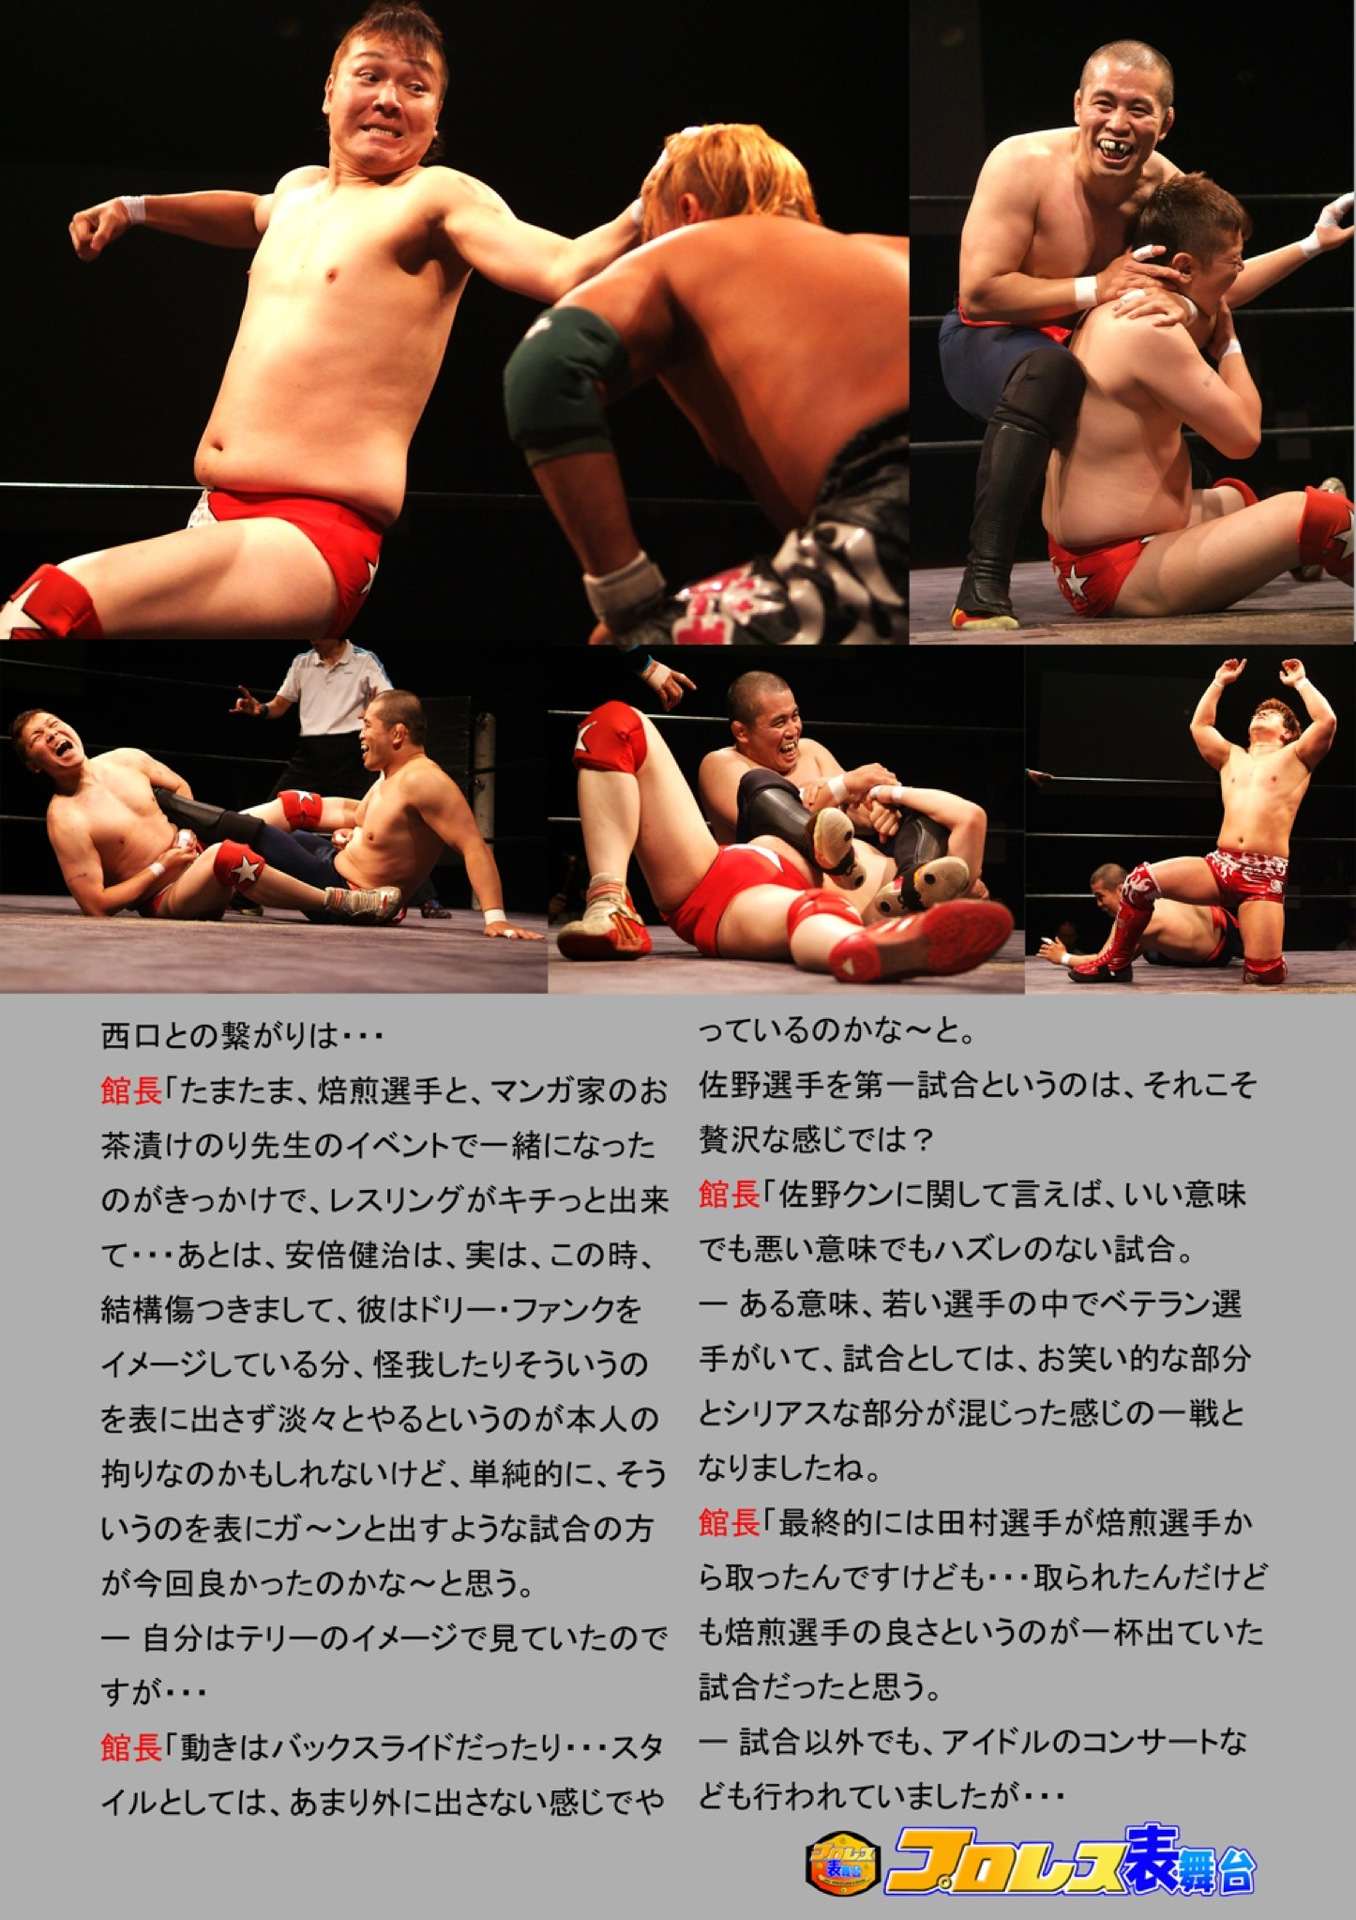 西口との繋がりは・・・
館長「たまたま、焙煎選手と、マンガ家のお
茶漬けのり先生のイベントで一緒になった
のがきっかけで、レスリングがキチっと出来
て・・・あとは、安倍健治は、実は、この時、
結構傷つきまして、彼はドリー・ファンクを
イメージしている分、怪我したりそういうの
を表に出さず淡々とやるというのが本人の
拘りなのかもしれないけど、単純的に、そう
いうのを表にガ～ンと出すような試合の方
が今回良かったのかな～と思う。
― 自分はテリーのイメージで見ていたので
すが・・・
館長「動きはバックスライドだったり・・・スタ
イルとしては、あまり外に出さない感じでや
っているのかな～と。
佐野選手を第一試合というのは、それこそ
贅沢な感じでは？
館長「佐野クンに関して言えば、いい意味
でも悪い意味でもハズレのない試合。
― ある意味、若い選手の中でベテラン選
手がいて、試合としては、お笑い的な部分
とシリアスな部分が混じった感じの一戦と
なりましたね。
館長「最終的には田村選手が焙煎選手か
ら取ったんですけども・・・取られたんだけど
も焙煎選手の良さというのが一杯出ていた
試合だったと思う。
― 試合以外でも、アイドルのコンサートな
ども行われていましたが・・・
プロレス
表舞台
プロレス表舞台